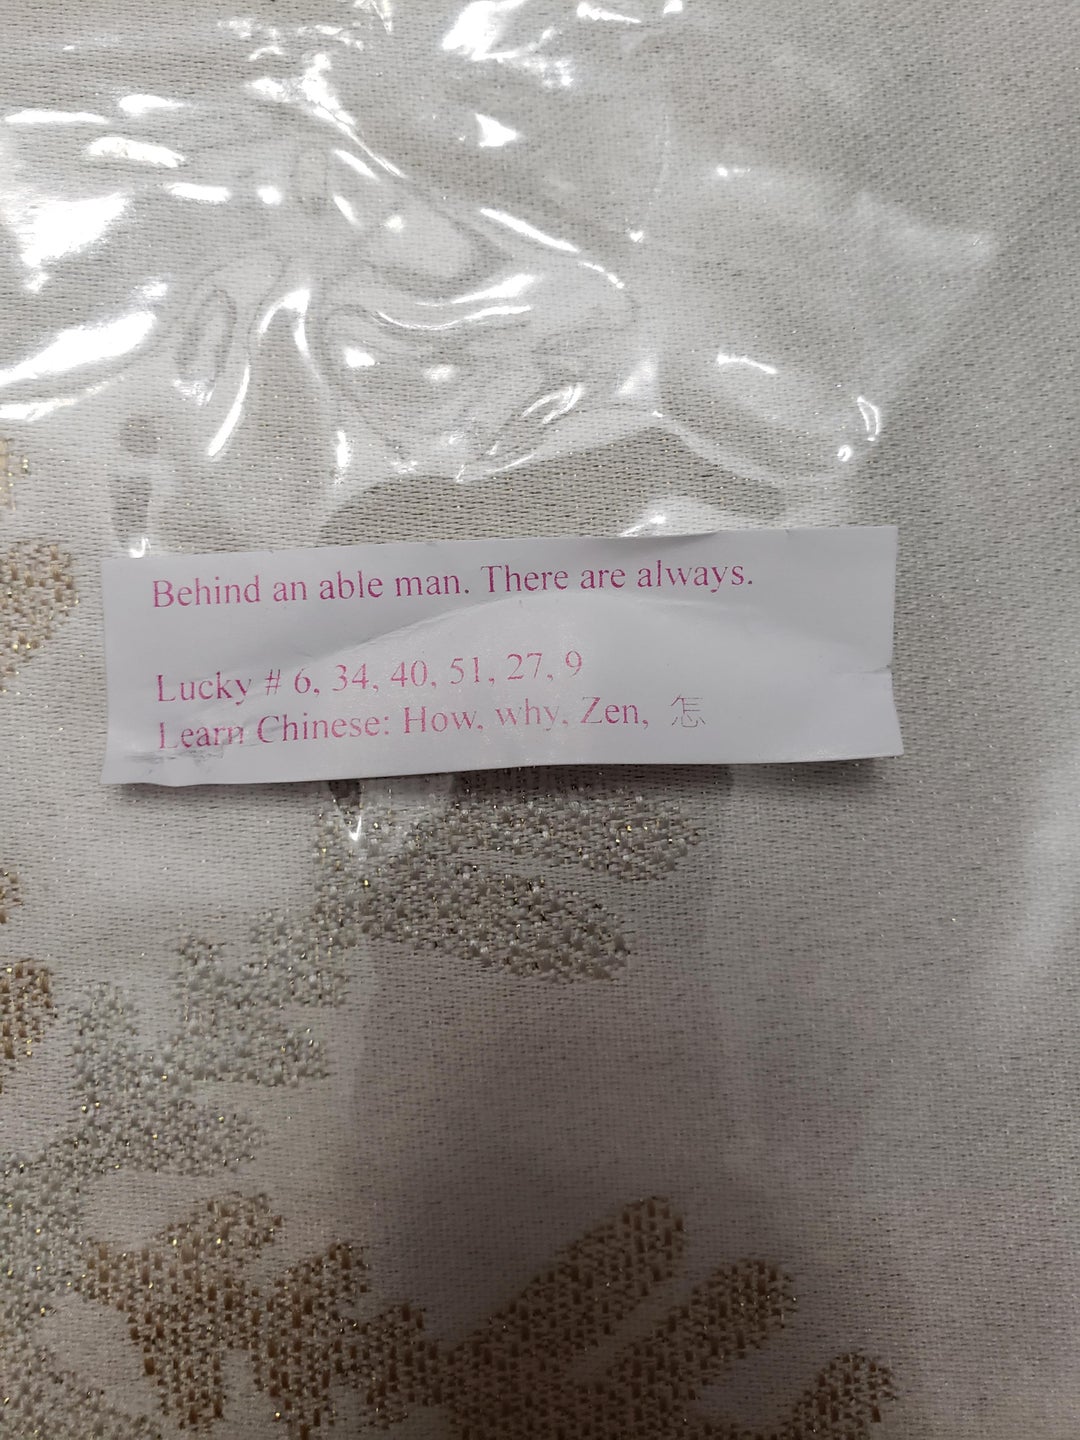 Behind an able man. There are always.
Lucky # 6, 34, 40, 51, 27, 9
Learn Chinese: How, why, Zen, 怎